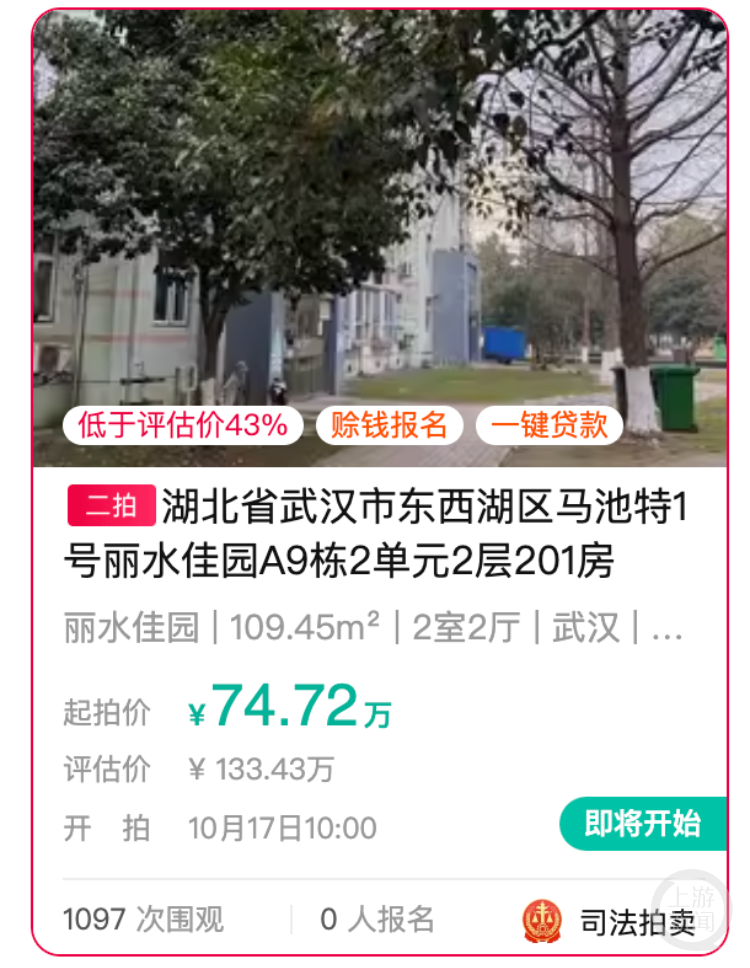 低于评估价43% 赊钱报名 一键贷款
二拍 湖北省武汉市东西湖区马池特1
号丽水佳园A9栋2单元2层201房
丽水佳园 | 109.45m² | 2室2厅 | 武汉 | ...
起拍价 ¥74.72万
评估价 ¥ 133.43万
开 拍 10月17日10:00
即将开始
1097 次围观 0 人报名 司法拍卖
上游
新闻